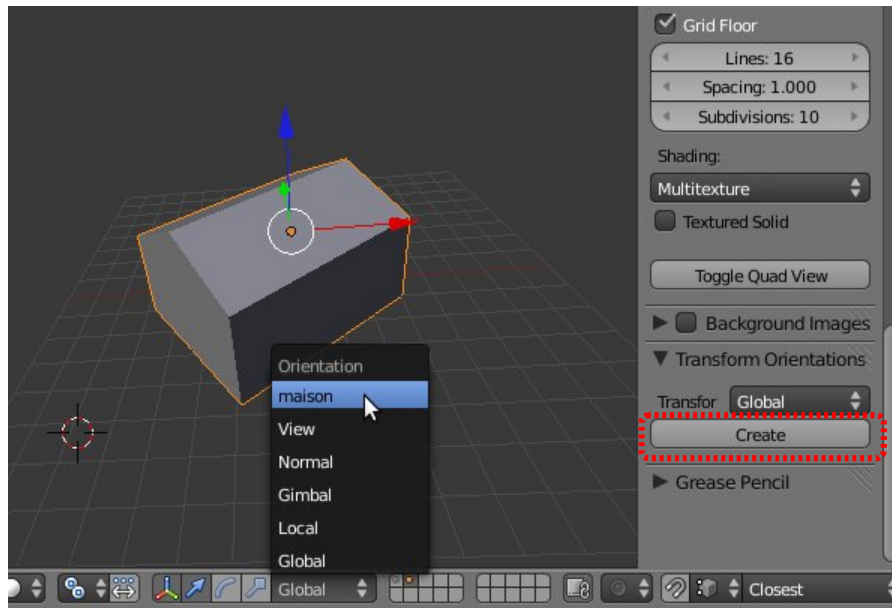 Grid Floor
Lines: 16
Spacing: 1.000
Subdivisions: 10
Shading:
Multitexture
Textured Solid
Toggle Quad View
Background Images
Transform Orientations
Transfor Global
Create
Grease Pencil
Orientation
maison
View
Normal
Gimbal
Local
Global
Global
Closest